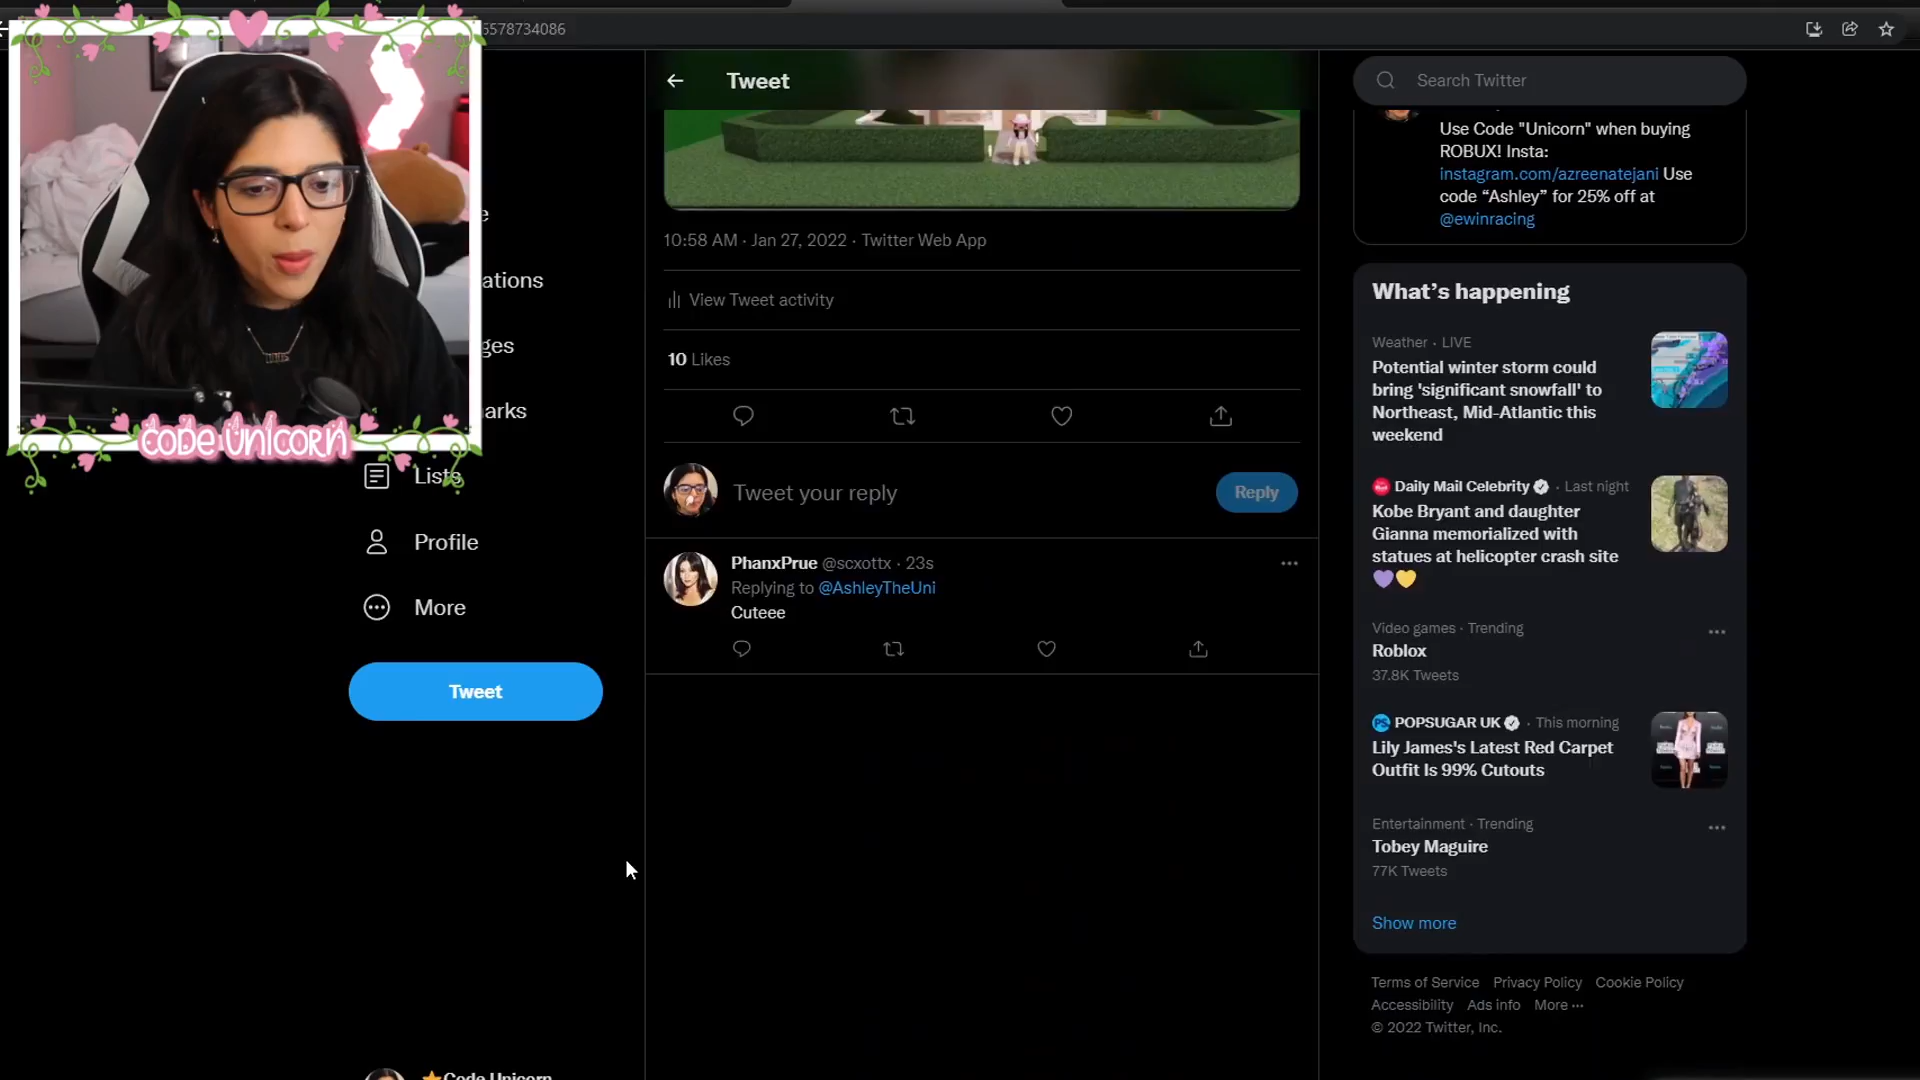 5578734086
CODE UNICORN
e
ations
ges
arks
Lists
Profile
More
Tweet
Code Unicorn
Tweet
10:58 AM · Jan 27, 2022 · Twitter Web App
View Tweet activity
10 Likes
Tweet your reply
Reply
PhanxPrue @scxottx · 23s
Replying to @AshleyTheUni
Cuteee
Search Twitter
Use Code "Unicorn" when buying
ROBUX! Insta:
instagram.com/azreenatejani Use
code “Ashley” for 25% off at
@ewinracing
What’s happening
Weather · LIVE
Potential winter storm could
bring 'significant snowfall' to
Northeast, Mid-Atlantic this
weekend
Daily Mail Celebrity · Last night
Kobe Bryant and daughter
Gianna memorialized with
statues at helicopter crash site
Video games · Trending
Roblox
37.8K Tweets
POPSUGAR UK · This morning
Lily James's Latest Red Carpet
Outfit Is 99% Cutouts
Entertainment · Trending
Tobey Maguire
77K Tweets
Show more
Terms of Service Privacy Policy Cookie Policy
Accessibility Ads info More ···
© 2022 Twitter, Inc.